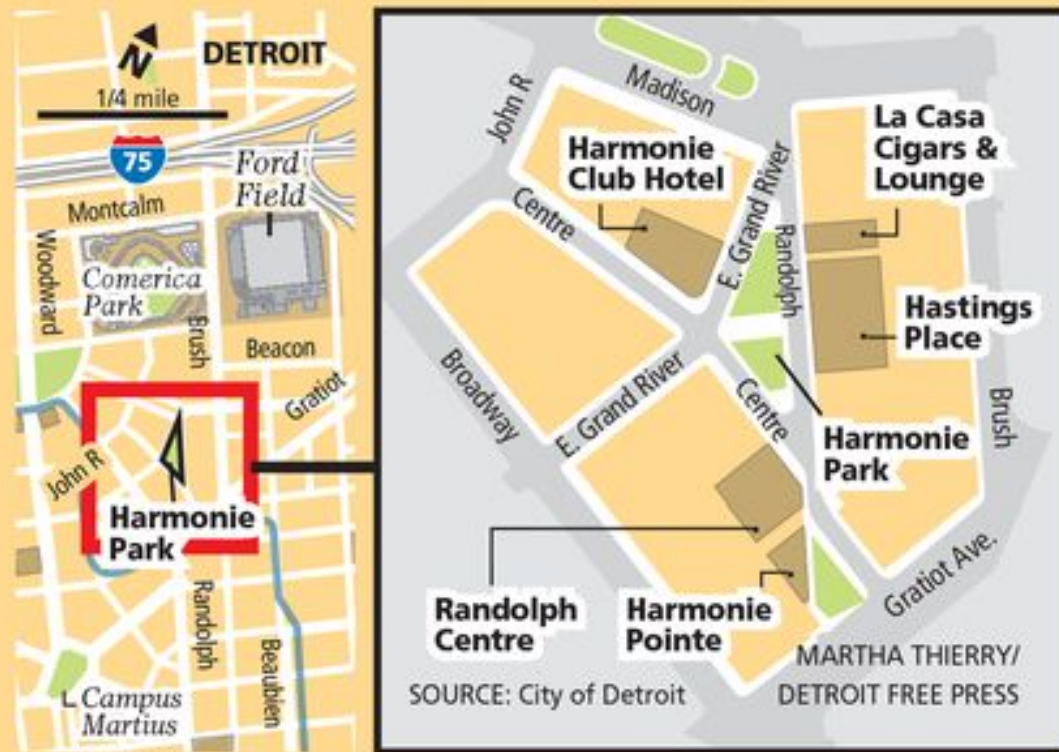 N
DETROIT
1/4 mile
75
Ford
Field
Montcalm
Woodward
Comerica
Park
Brush
Beacon
Gratiot
John R
Harmonie
Park
Randolph
Beaubien
Campus
Martius
Madison
John R
La Casa
Cigars &
Lounge
Harmonie
Club Hotel
Centre
E. Grand River
Randolph
Hastings
Place
Broadway
E. Grand River
Centre
Brush
Harmonie
Park
Gratiot Ave.
Randolph
Centre
Harmonie
Pointe
MARTHA THIERRY/
DETROIT FREE PRESS
SOURCE: City of Detroit